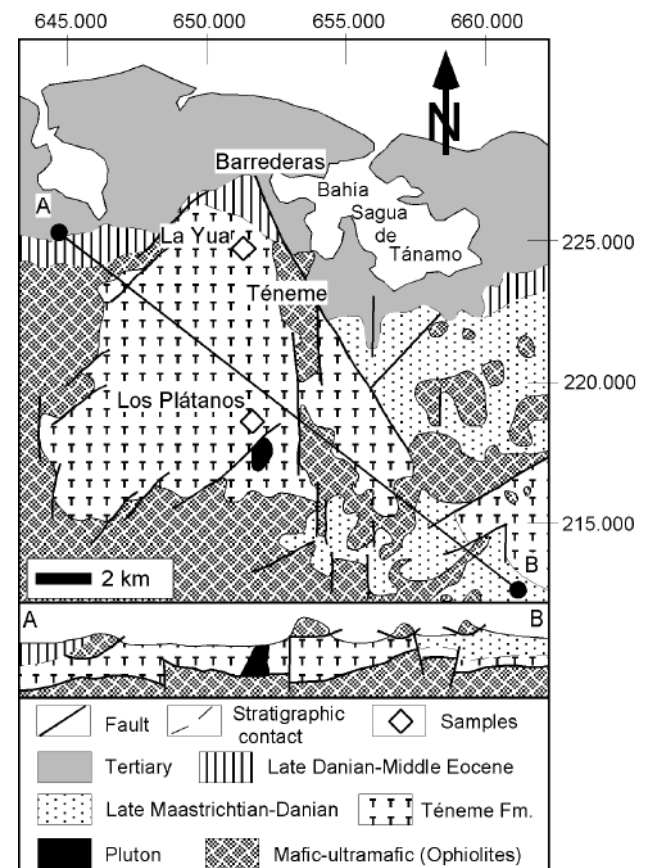 645.000 650.000 655.000 660.000
N
Barrederas
Bahía
Sagua
de
Tánamo
A
La Yua
225.000
Téneme
220.000
Los Plátanos
215.000
B
2 km
A B
Fault Stratigraphic contact Samples
Tertiary Late Danian-Middle Eocene
Late Maastrichtian-Danian Téneme Fm.
Pluton Mafic-ultramafic (Ophiolites)